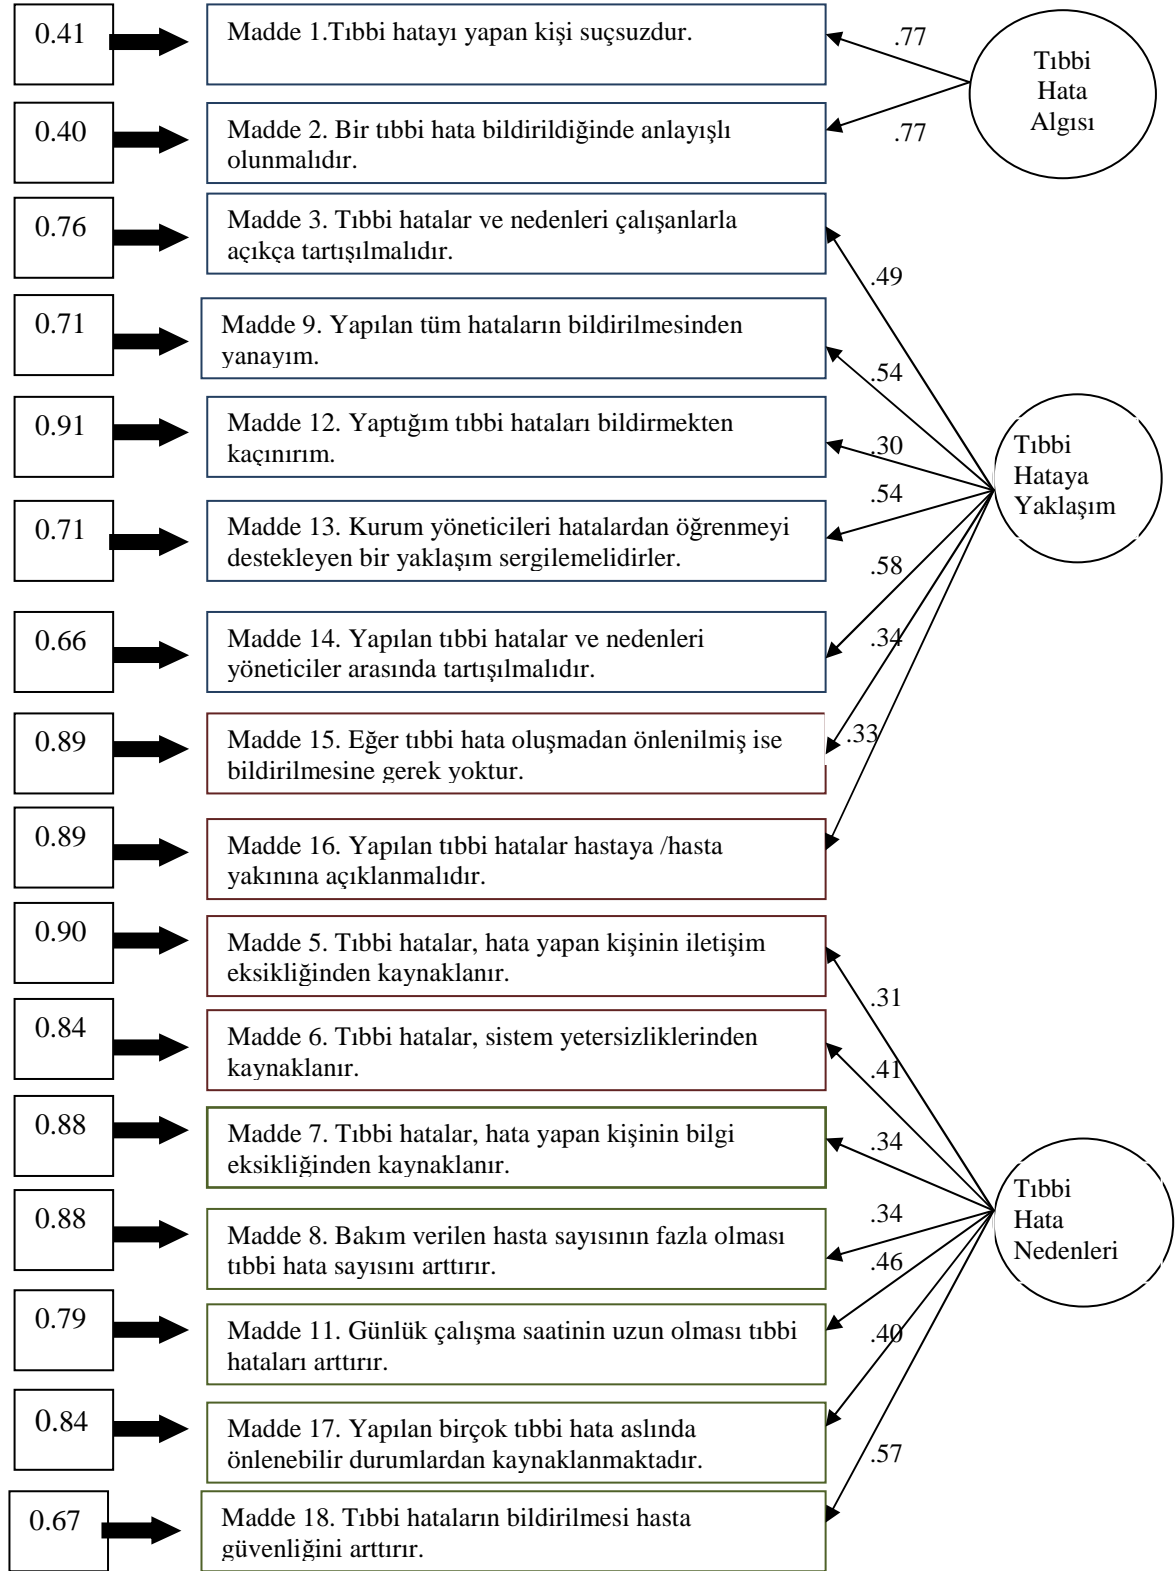 0.41
Madde 1.Tıbbi hatayı yapan kişi suçsuzdur.
.77
Tıbbi
Hata
Algısı
0.40
Madde 2. Bir tıbbi hata bildirildiğinde anlayışlı
olunmalıdır.
.77
0.76
Madde 3. Tıbbi hatalar ve nedenleri çalışanlarla
açıkça tartışılmalıdır.
.49
0.71
Madde 9. Yapılan tüm hataların bildirilmesinden
yanayım.
.54
0.91
Madde 12. Yaptığım tıbbi hataları bildirmekten
kaçınırım.
.30
Tıbbi
Hataya
Yaklaşım
0.71
Madde 13. Kurum yöneticileri hatalardan öğrenmeyi
destekleyen bir yaklaşım sergilemelidirler.
.54
0.66
Madde 14. Yapılan tıbbi hatalar ve nedenleri
yöneticiler arasında tartışılmalıdır.
.58
0.89
Madde 15. Eğer tıbbi hata oluşmadan önlenilmiş ise
bildirilmesine gerek yoktur.
.34
0.89
Madde 16. Yapılan tıbbi hatalar hastaya /hasta
yakınına açıklanmalıdır.
.33
0.90
Madde 5. Tıbbi hatalar, hata yapan kişinin iletişim
eksikliğinden kaynaklanır.
.31
0.84
Madde 6. Tıbbi hatalar, sistem yetersizliklerinden
kaynaklanır.
.41
0.88
Madde 7. Tıbbi hatalar, hata yapan kişinin bilgi
eksikliğinden kaynaklanır.
.34
Tıbbi
Hata
Nedenleri
0.88
Madde 8. Bakım verilen hasta sayısının fazla olması
tıbbi hata sayısını arttırır.
.34
0.79
Madde 11. Günlük çalışma saatinin uzun olması tıbbi
hataları arttırır.
.46
0.84
Madde 17. Yapılan birçok tıbbi hata aslında
önlenebilir durumlardan kaynaklanmaktadır.
.40
0.67
Madde 18. Tıbbi hataların bildirilmesi hasta
güvenliğini arttırır.
.57